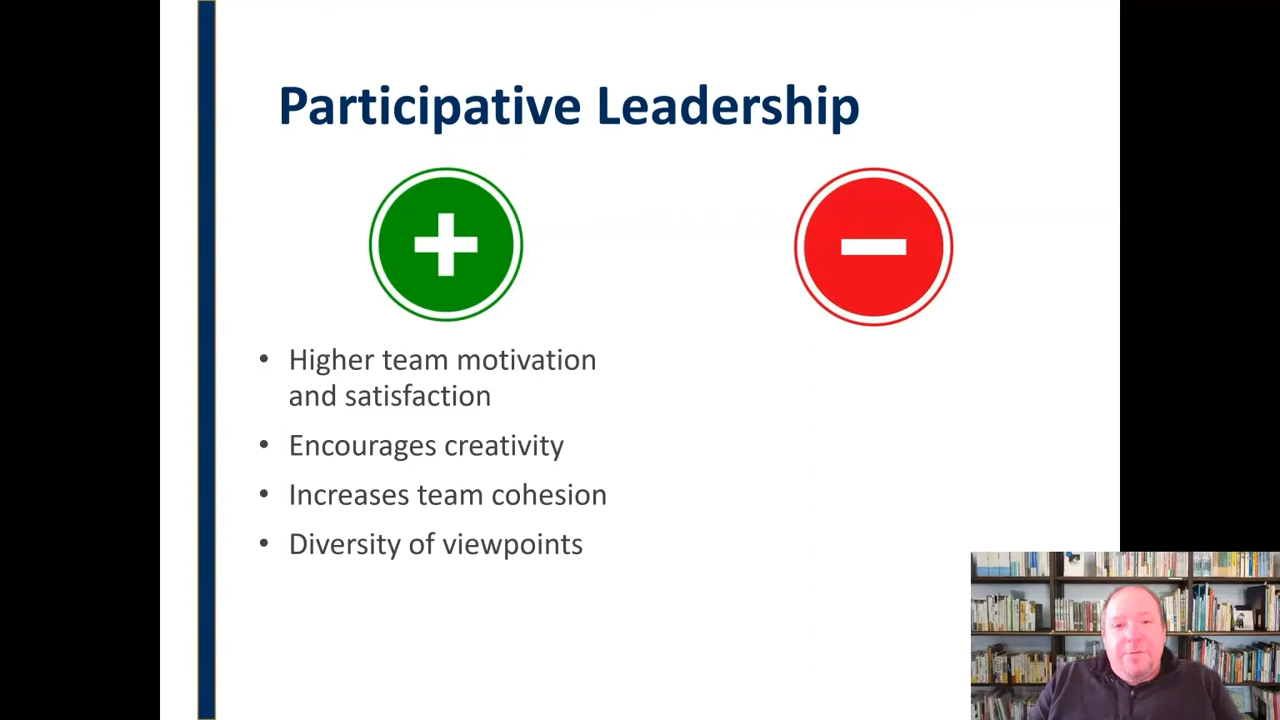 Participative Leadership
• Higher team motivation
and satisfaction
• Encourages creativity
• Increases team cohesion
• Diversity of viewpoints